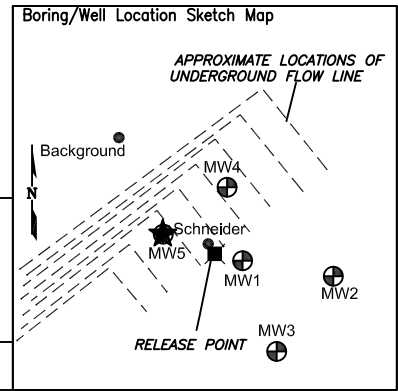 Boring/Well Location Sketch Map
APPROXIMATE LOCATIONS OF
UNDERGROUND FLOW LINE
Background
MW4
N
Schneider
MW5
MW1
MW2
MW3
RELEASE POINT